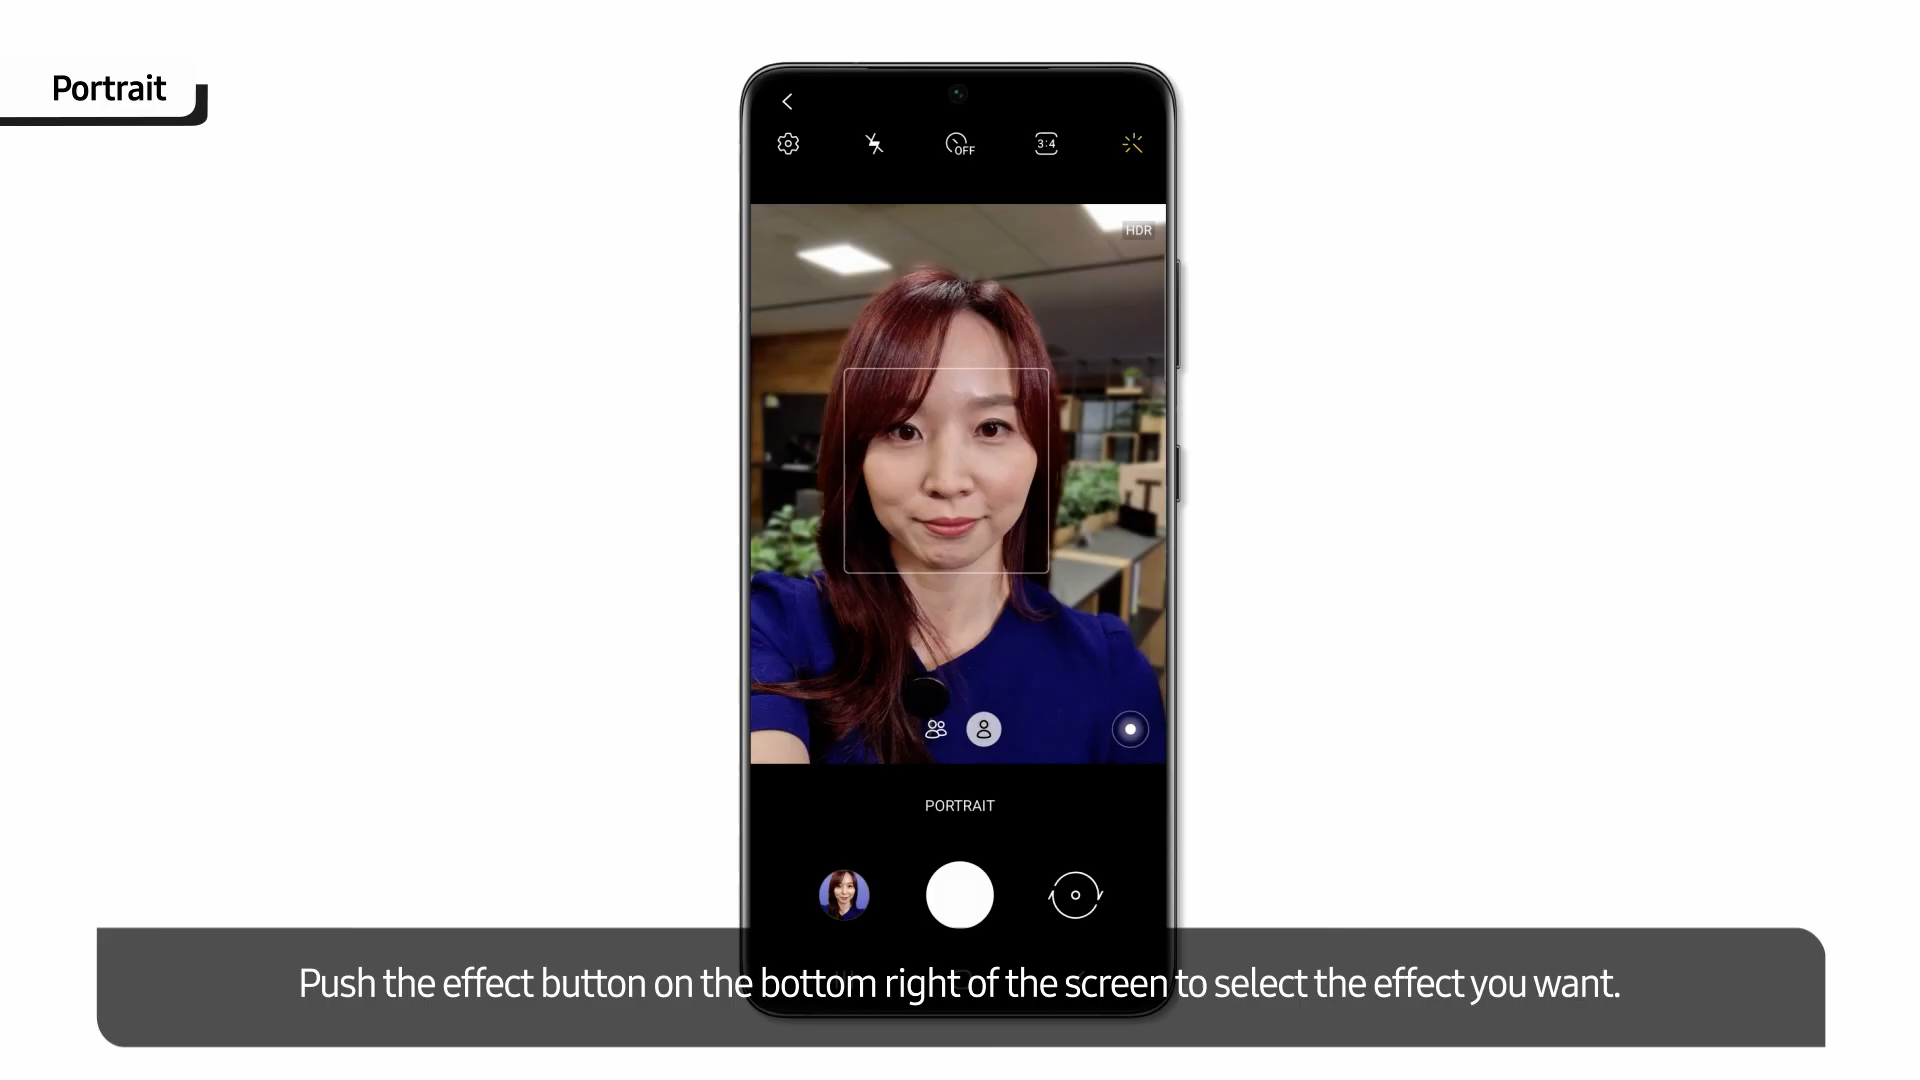 Portrait
OFF
3:4
HDR
PORTRAIT
Push the effect button on the bottom right of the screen to select the effect you want.